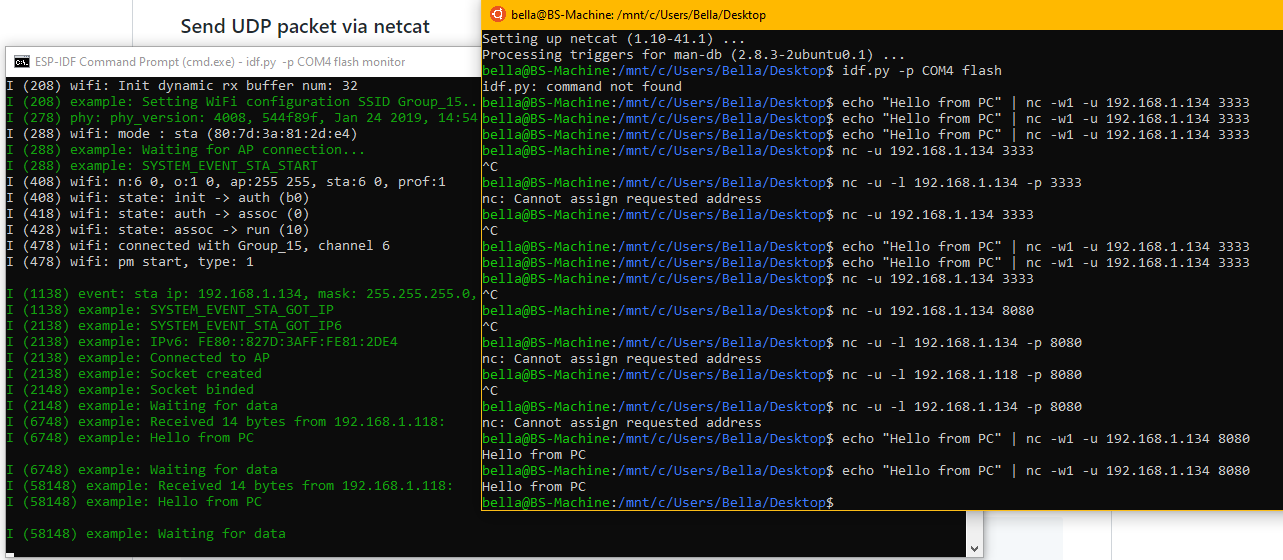 Send UDP packet via netcat
ESP-IDF Command Prompt (cmd.exe) - idf.py -p COM4 flash monitor
I (208) wifi: Init dynamic rx buffer num: 32
I (208) example: Setting WiFi configuration SSID Group_15..
I (278) phy: phy_version: 4008, 544f89f, Jan 24 2019, 14:54
I (288) wifi: mode : sta (80:7d:3a:81:2d:e4)
I (288) example: Waiting for AP connection...
I (288) example: SYSTEM_EVENT_STA_START
I (408) wifi: n:6 0, o:1 0, ap:255 255, sta:6 0, prof:1
I (408) wifi: state: init -> auth (b0)
I (418) wifi: state: auth -> assoc (0)
I (428) wifi: state: assoc -> run (10)
I (478) wifi: connected with Group_15, channel 6
I (478) wifi: pm start, type: 1
I (1138) event: sta ip: 192.168.1.134, mask: 255.255.255.0,
I (1138) example: SYSTEM_EVENT_STA_GOT_IP
I (2138) example: SYSTEM_EVENT_STA_GOT_IP6
I (2138) example: IPv6: FE80::827D:3AFF:FE81:2DE4
I (2138) example: Connected to AP
I (2138) example: Socket created
I (2148) example: Socket binded
I (2148) example: Waiting for data
I (6748) example: Received 14 bytes from 192.168.1.118:
I (6748) example: Hello from PC
I (6748) example: Waiting for data
I (58148) example: Received 14 bytes from 192.168.1.118:
I (58148) example: Hello from PC
I (58148) example: Waiting for data
bella@BS-Machine: /mnt/c/Users/Bella/Desktop
Setting up netcat (1.10-41.1) ...
Processing triggers for man-db (2.8.3-2ubuntu0.1) ...
bella@BS-Machine:/mnt/c/Users/Bella/Desktop$ idf.py -p COM4 flash
idf.py: command not found
bella@BS-Machine:/mnt/c/Users/Bella/Desktop$ echo "Hello from PC" | nc -w1 -u 192.168.1.134 3333
bella@BS-Machine:/mnt/c/Users/Bella/Desktop$ echo "Hello from PC" | nc -w1 -u 192.168.1.134 3333
bella@BS-Machine:/mnt/c/Users/Bella/Desktop$ echo "Hello from PC" | nc -w1 -u 192.168.1.134 3333
bella@BS-Machine:/mnt/c/Users/Bella/Desktop$ nc -u 192.168.1.134 3333
^C
bella@BS-Machine:/mnt/c/Users/Bella/Desktop$ nc -u -l 192.168.1.134 -p 3333
nc: Cannot assign requested address
bella@BS-Machine:/mnt/c/Users/Bella/Desktop$ nc -u 192.168.1.134 3333
^C
bella@BS-Machine:/mnt/c/Users/Bella/Desktop$ echo "Hello from PC" | nc -w1 -u 192.168.1.134 3333
bella@BS-Machine:/mnt/c/Users/Bella/Desktop$ echo "Hello from PC" | nc -w1 -u 192.168.1.134 3333
bella@BS-Machine:/mnt/c/Users/Bella/Desktop$ nc -u 192.168.1.134 3333
^C
bella@BS-Machine:/mnt/c/Users/Bella/Desktop$ nc -u 192.168.1.134 8080
^C
bella@BS-Machine:/mnt/c/Users/Bella/Desktop$ nc -u -l 192.168.1.134 -p 8080
nc: Cannot assign requested address
bella@BS-Machine:/mnt/c/Users/Bella/Desktop$ nc -u -l 192.168.1.118 -p 8080
^C
bella@BS-Machine:/mnt/c/Users/Bella/Desktop$ nc -u -l 192.168.1.134 -p 8080
nc: Cannot assign requested address
bella@BS-Machine:/mnt/c/Users/Bella/Desktop$ echo "Hello from PC" | nc -w1 -u 192.168.1.134 8080
Hello from PC
bella@BS-Machine:/mnt/c/Users/Bella/Desktop$ echo "Hello from PC" | nc -w1 -u 192.168.1.134 8080
Hello from PC
bella@BS-Machine:/mnt/c/Users/Bella/Desktop$